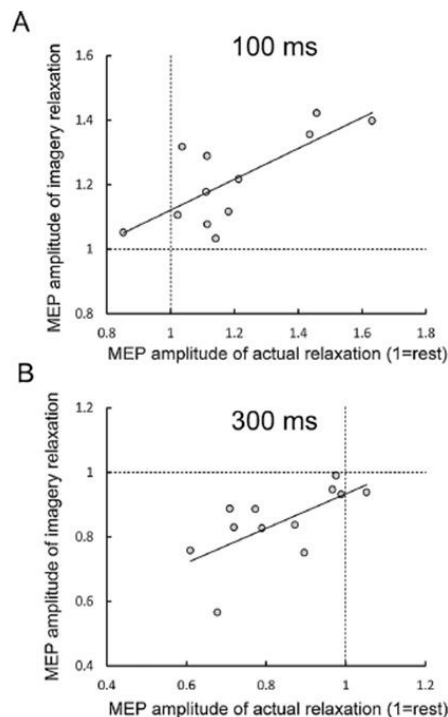 A
100 ms
MEP amplitude of imagery relaxation
1.6
1.4
1.2
1
0.8
0.8
1
1.2
1.4
1.6
1.8
MEP amplitude of actual relaxation (1=rest)
B
300 ms
MEP amplitude of imagery relaxation
1.2
1
0.8
0.6
0.4
0.4
0.6
0.8
1
1.2
MEP amplitude of actual relaxation (1=rest)